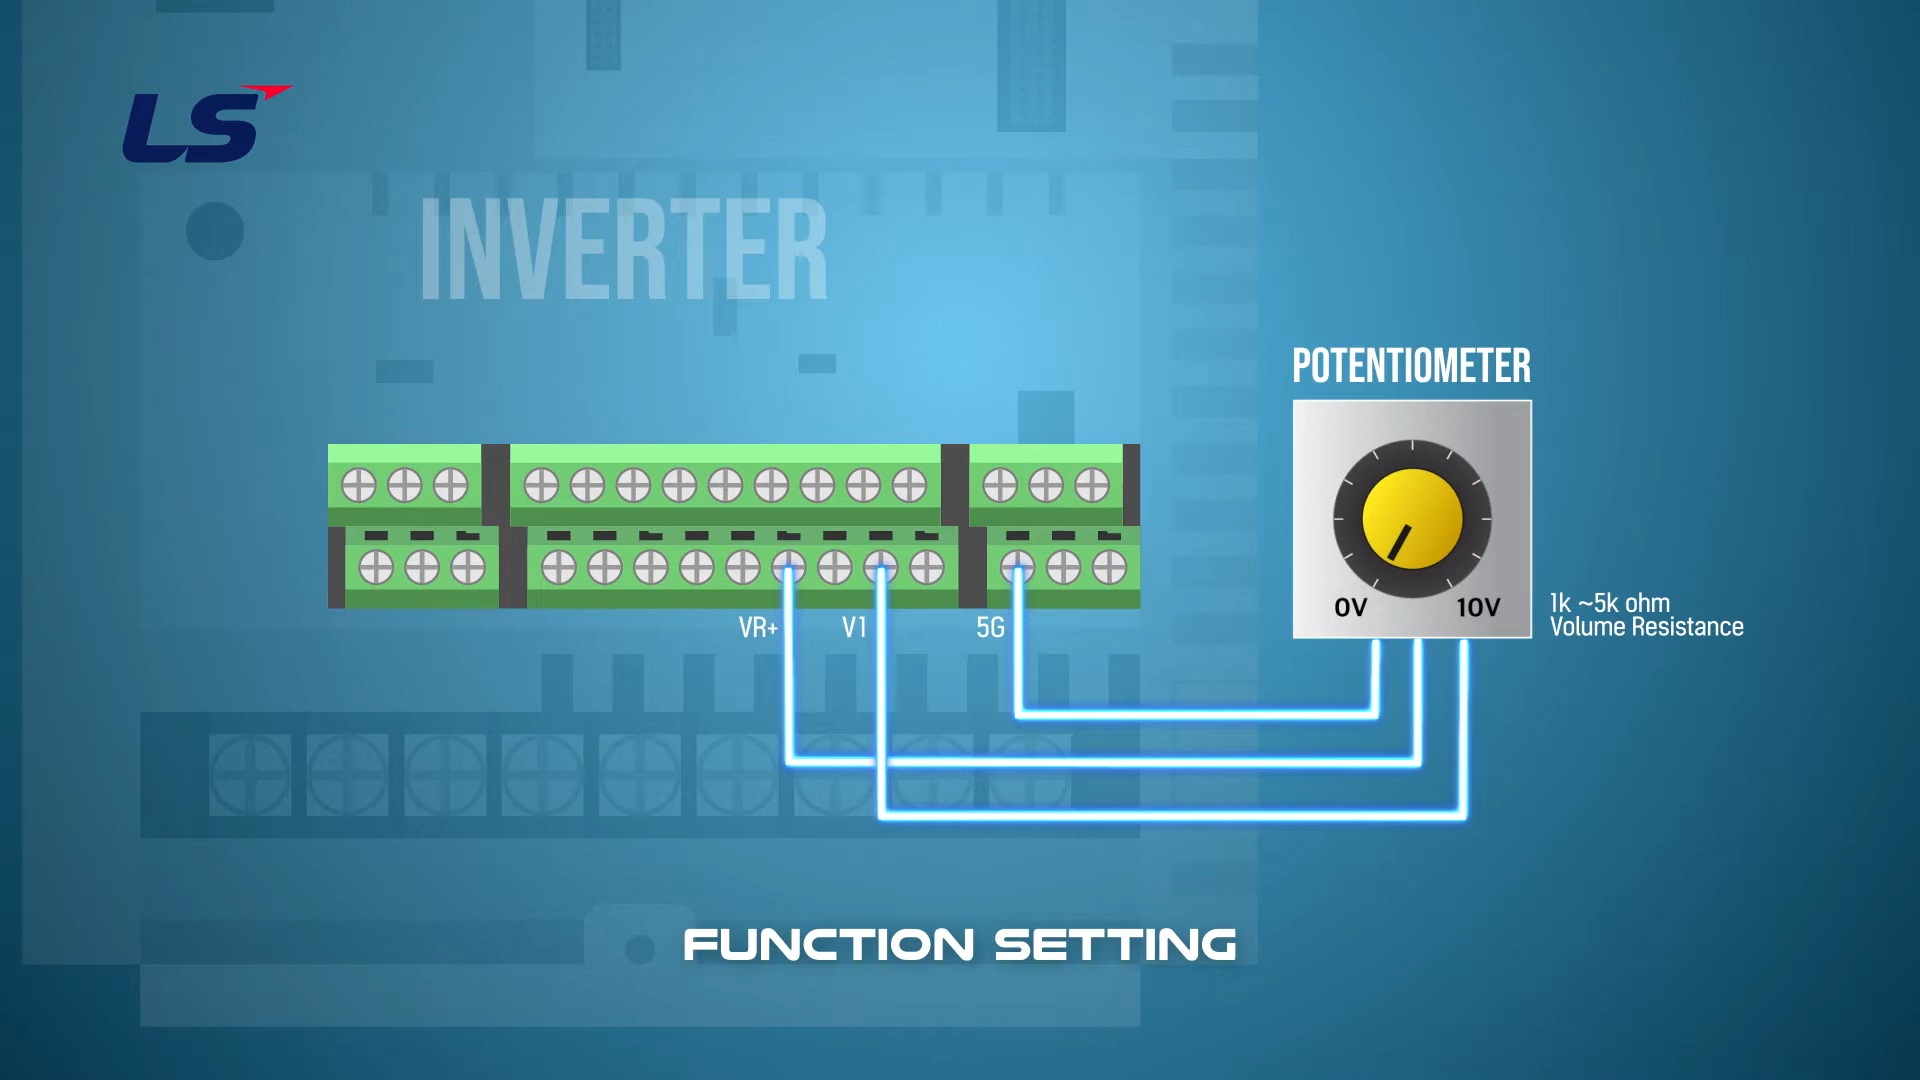 LS
INVERTER
POTENTIOMETER
0V 10V
1k ~5k ohm
Volume Resistance
VR+ V1 5G
FUNCTION SETTING